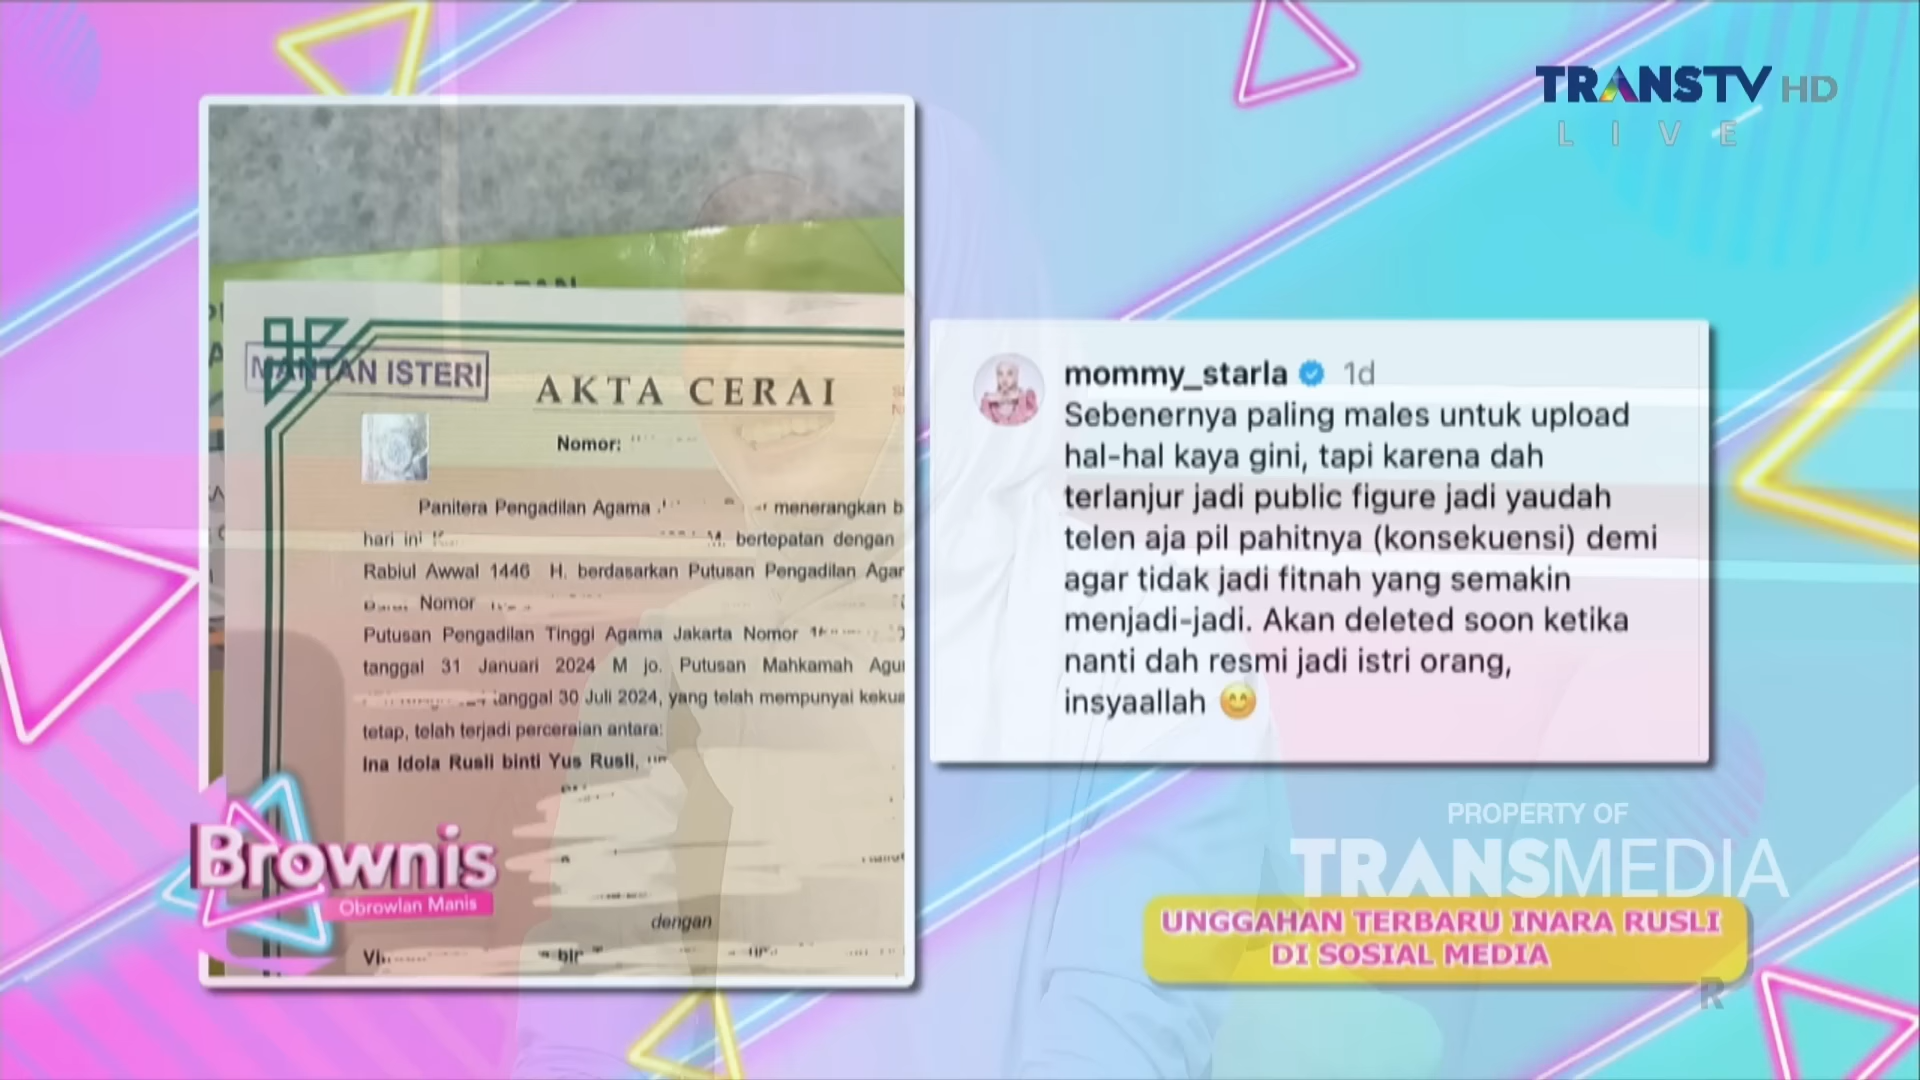 TRANSTV HD
LIVE
MANTAN ISTERI
AKTA CERAI
Nomor:
Panitera Pengadilan Agama menerangkan b
hari ini M. bertepatan dengan
Rabiul Awwal 1446 H. berdasarkan Putusan Pengadilan Agar
Nomor
Putusan Pengadilan Tinggi Agama Jakarta Nomor
tanggal 31 Januari 2024 M jo. Putusan Mahkamah Agu
tanggal 30 Juli 2024, yang telah mempunyai kekua
tetap, telah terjadi perceraian antara:
Ina Idola Rusli binti Yus Rusli,
dengan
mommy_starla 1d
Sebenernya paling males untuk upload
hal-hal kaya gini, tapi karena dah
terlanjur jadi public figure jadi yaudah
telen aja pil pahitnya (konsekuensi) demi
agar tidak jadi fitnah yang semakin
menjadi-jadi. Akan deleted soon ketika
nanti dah resmi jadi istri orang,
insyaallah 😊
Brownis
Obrowlan Manis
PROPERTY OF
TRANSMEDIA
UNGGAHAN TERBARU INARA RUSLI
DI SOSIAL MEDIA
R